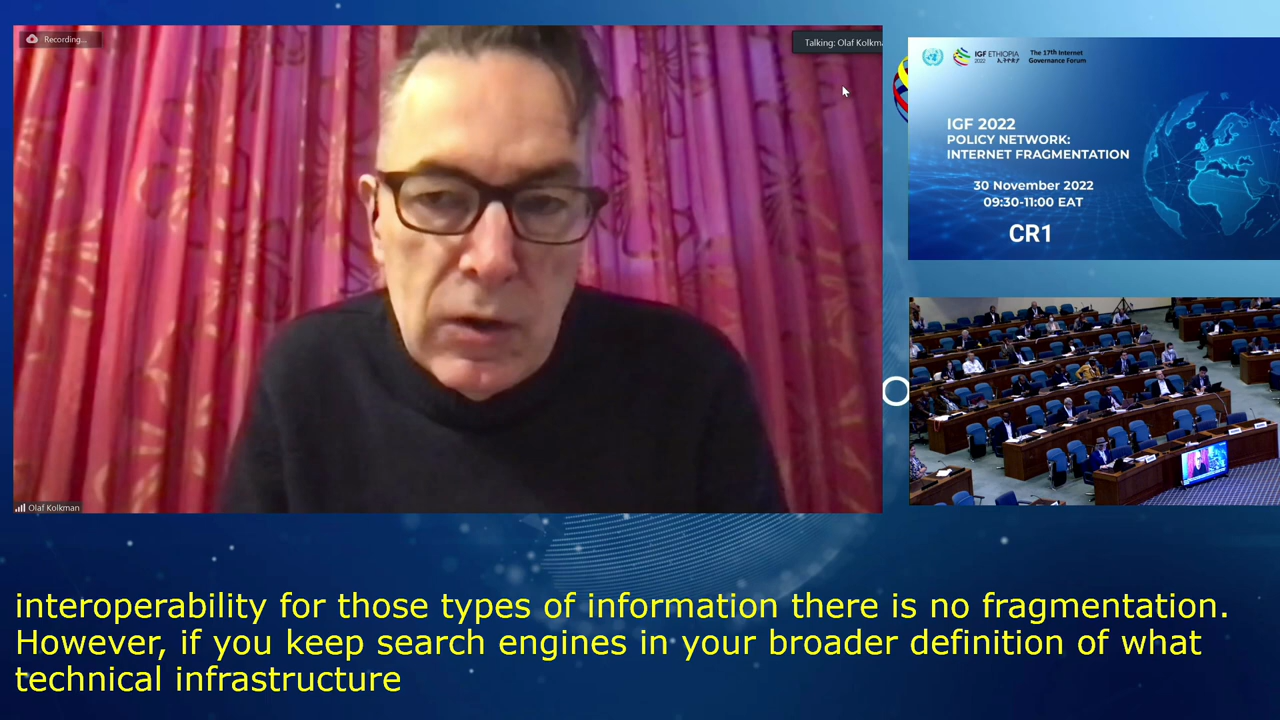 Recording...
Talking: Olaf Kolkma
Olaf Kolkman
IGF ETHIOPIA
2022 ኢትዮጵያ
The 17th Internet
Governance Forum
IGF 2022
POLICY NETWORK:
INTERNET FRAGMENTATION
30 November 2022
09:30-11:00 EAT
CR1
interoperability for those types of information there is no fragmentation.
However, if you keep search engines in your broader definition of what
technical infrastructure